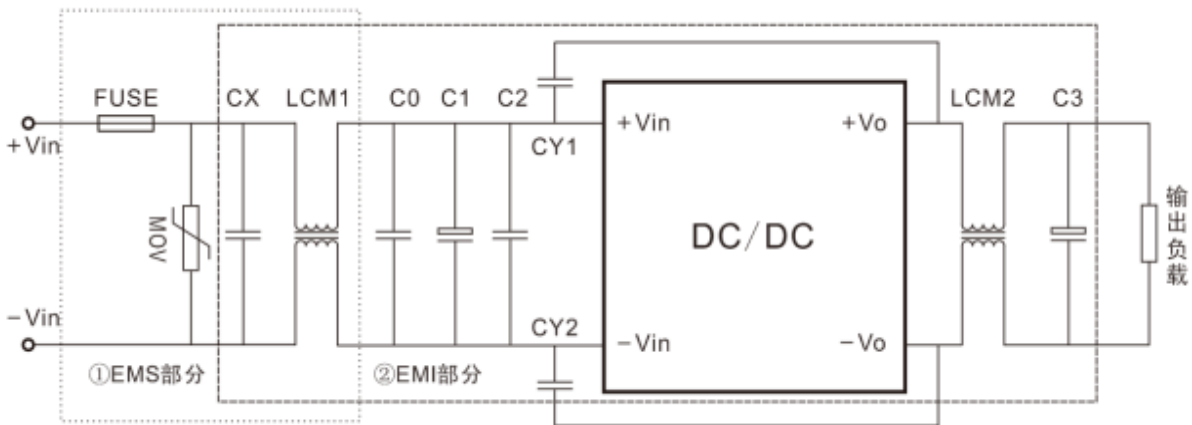 FUSE
CX
LCM1
C0
C1
C2
LCM2
C3
+Vin
CY1
+Vin
+Vo
MOV
DC/DC
输出负载
-Vin
CY2
-Vin
-Vo
①EMS部分
②EMI部分